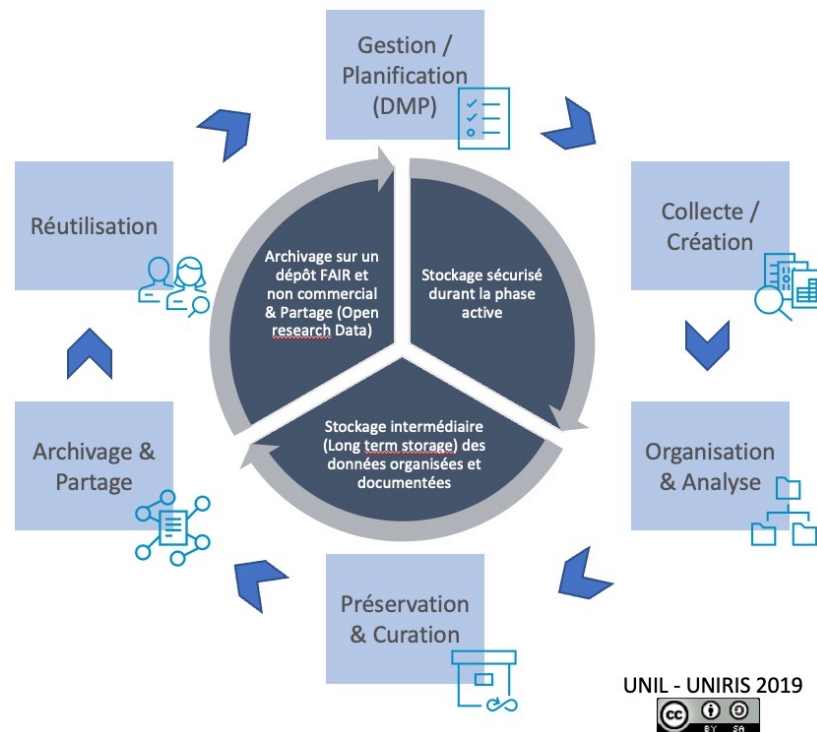 Gestion /
Planification
(DMP)
Collecte /
Création
Organisation
& Analyse
Préservation
& Curation
Archivage &
Partage
Réutilisation
Stockage sécurisé
durant la phase
active
Stockage intermédiaire
(Long term storage) des
données organisées et
documentées
Archivage sur un
dépôt FAIR et
non commercial
& Partage (Open
research Data)
UNIL - UNIRIS 2019
cc
BY SA